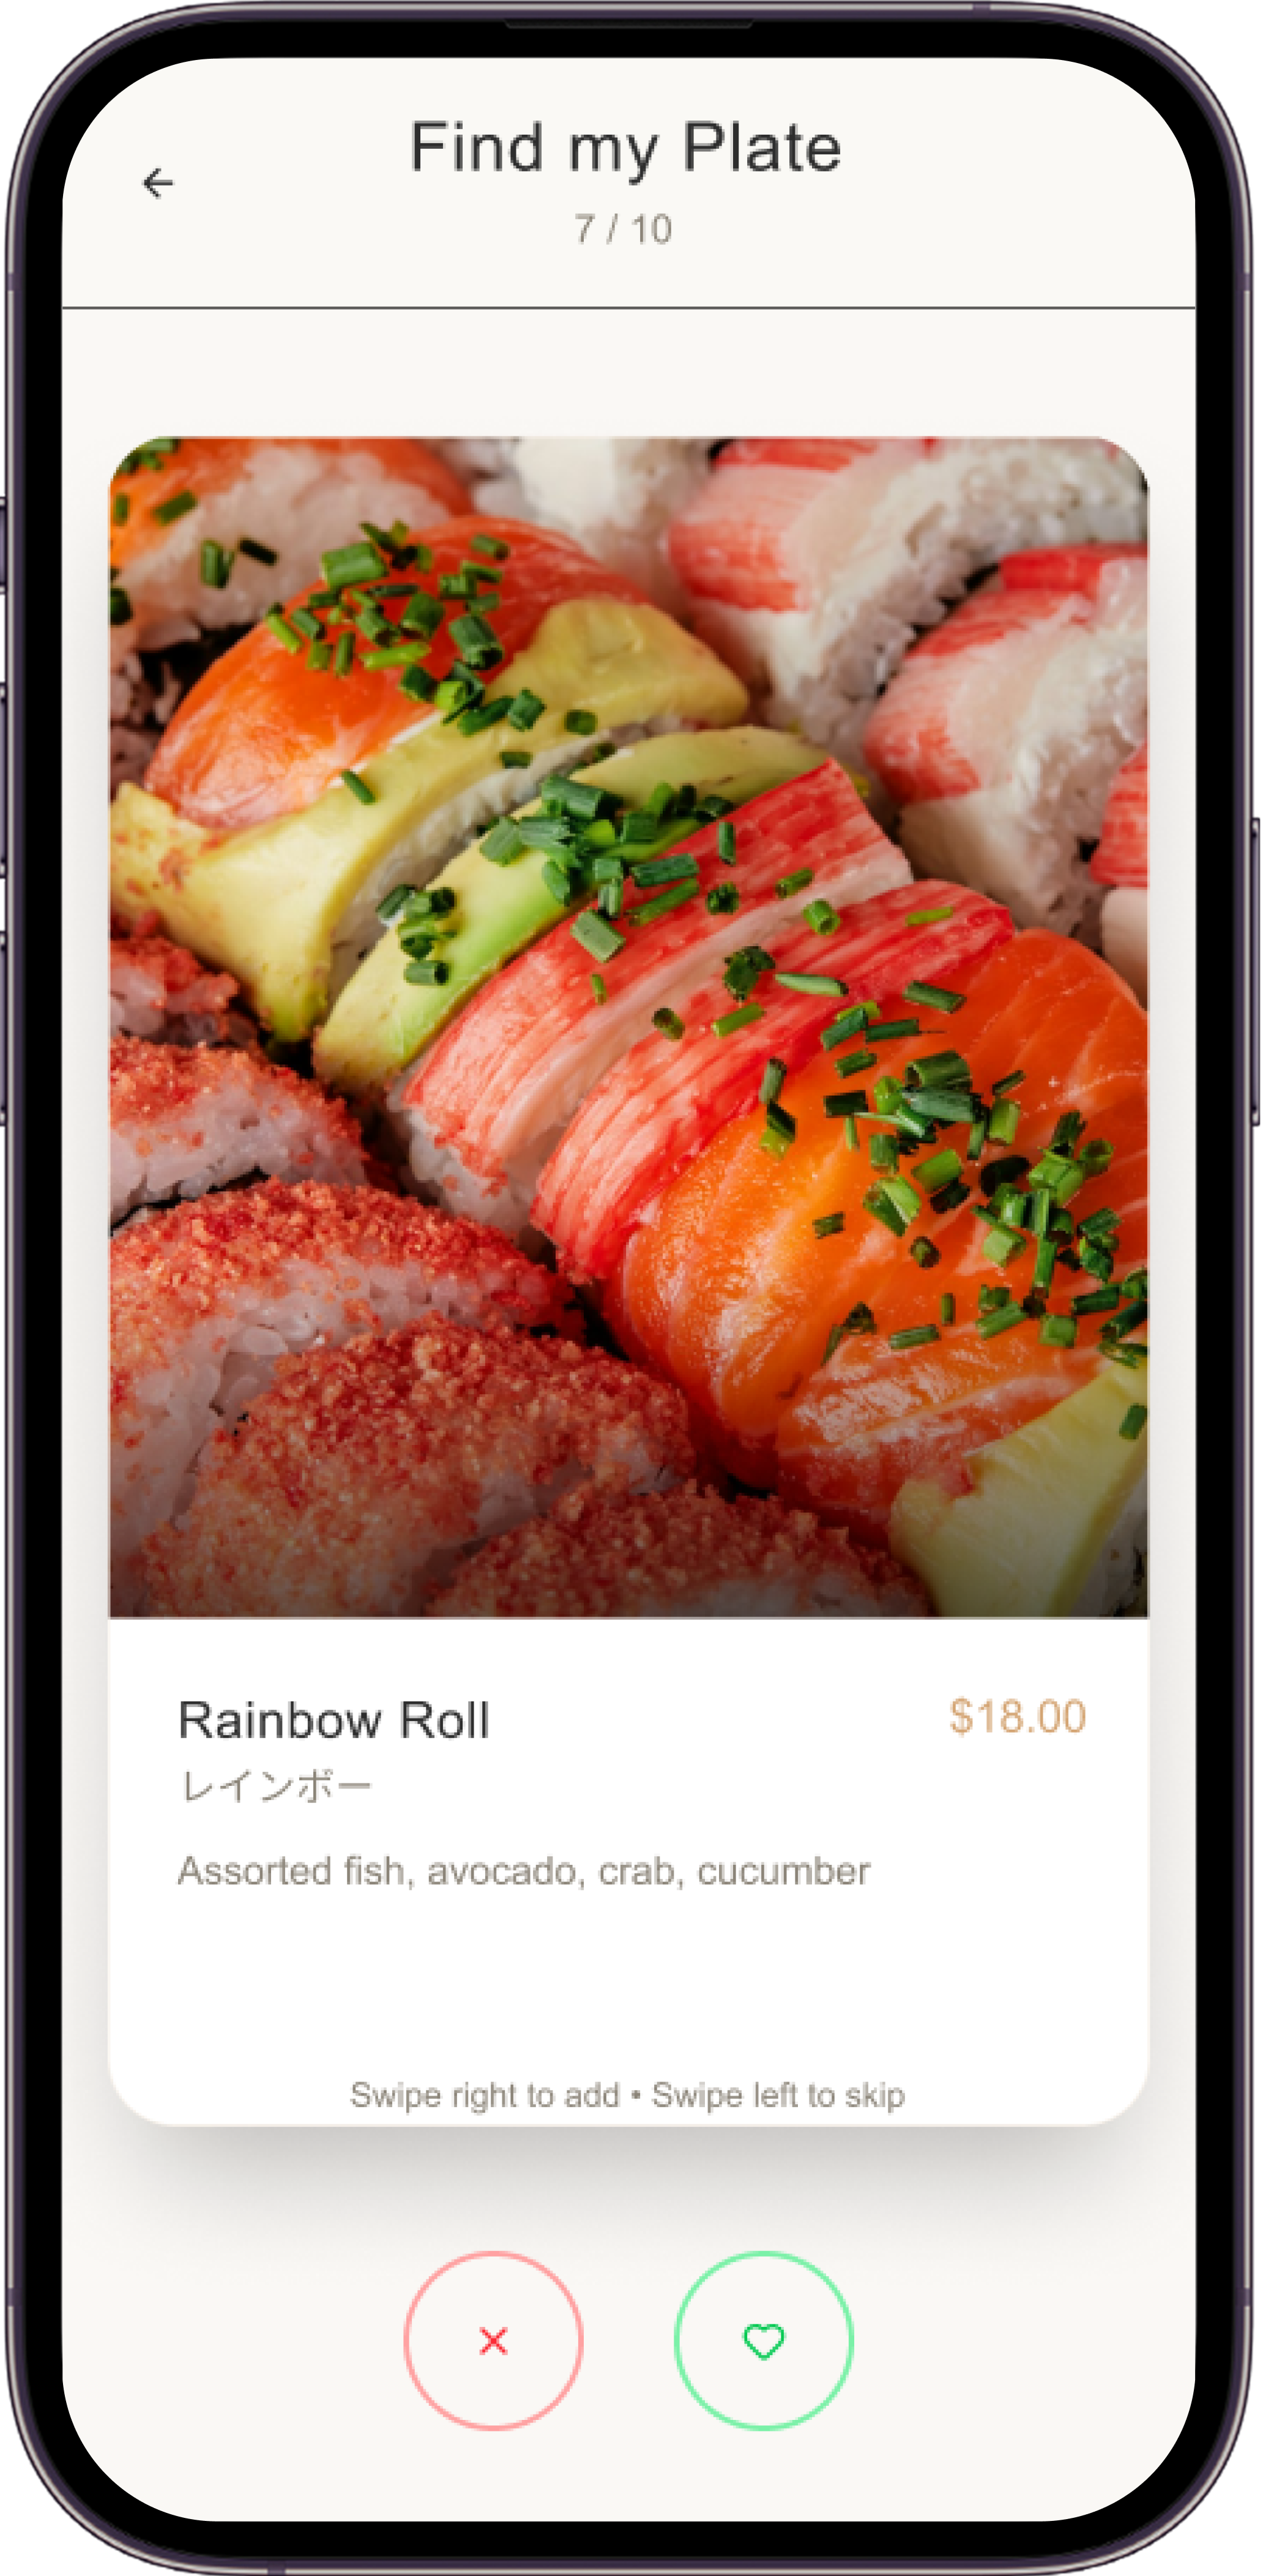 Find my Plate
7 / 10
Rainbow Roll
$18.00
レインボー
Assorted fish, avocado, crab, cucumber
Swipe right to add • Swipe left to skip